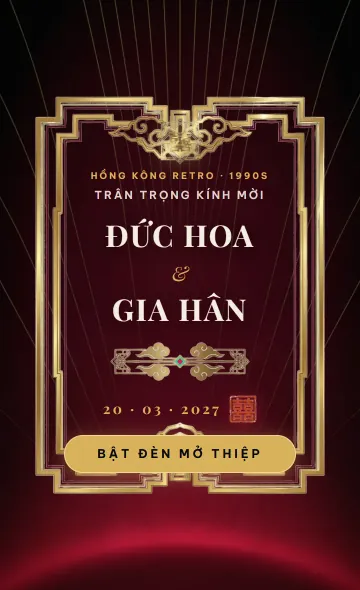 HỒNG KÔNG RETRO · 1990S
TRÂN TRỌNG KÍNH MỜI
ĐỨC HOA
&
GIA HÂN
20 · 03 · 2027 囍
BẬT ĐÈN MỞ THIỆP